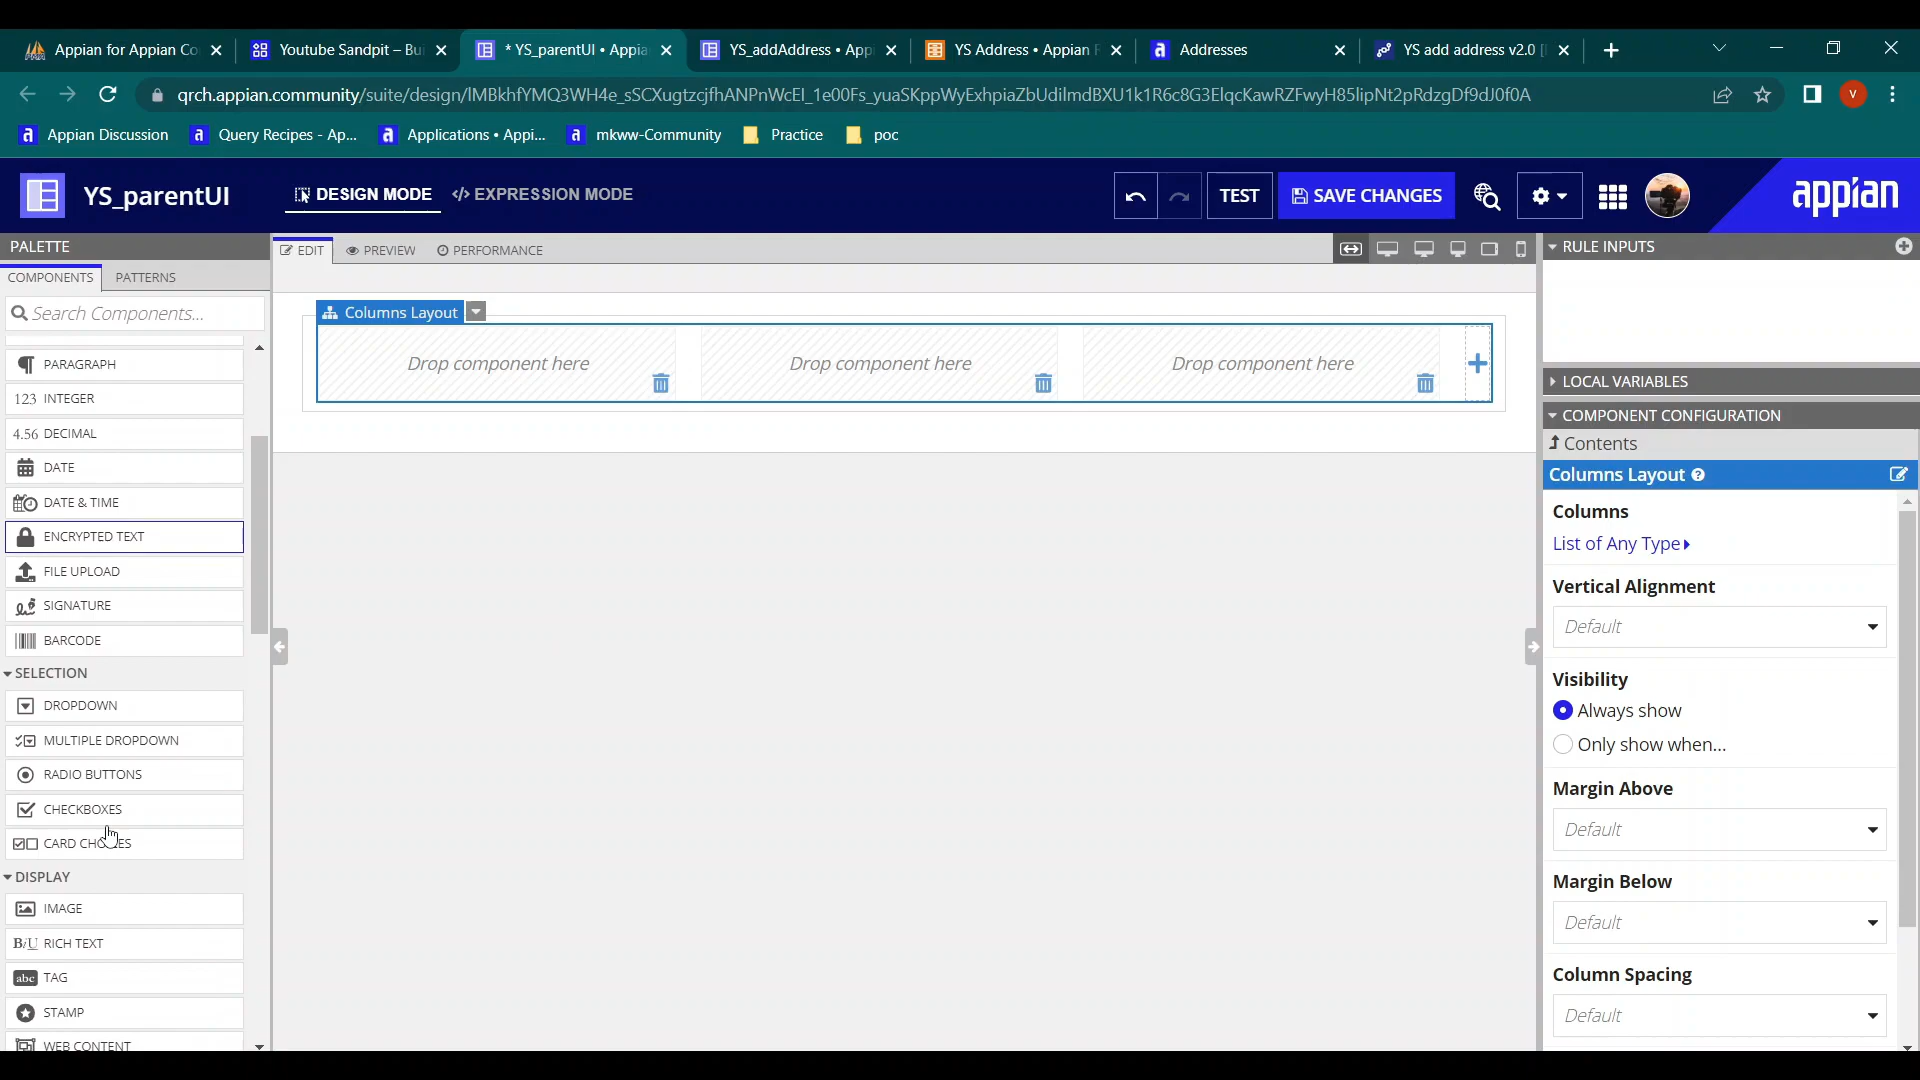 Appian for Appian Co
Youtube Sandpit – Bu
* YS_parentUI • Appia
YS_addAddress • App
YS Address • Appian R
Addresses
YS add address v2.0 [
Appian Discussion
Query Recipes - Ap...
Applications • Appi...
mkww-Community
Practice
poc
YS_parentUI
DESIGN MODE
</> EXPRESSION MODE
TEST
SAVE CHANGES
appian
PALETTE
EDIT
PREVIEW
PERFORMANCE
RULE INPUTS
COMPONENTS
PATTERNS
Search Components...
PARAGRAPH
123 INTEGER
4.56 DECIMAL
DATE
DATE & TIME
ENCRYPTED TEXT
FILE UPLOAD
SIGNATURE
BARCODE
SELECTION
DROPDOWN
MULTIPLE DROPDOWN
RADIO BUTTONS
CHECKBOXES
DISPLAY
IMAGE
BIU RICH TEXT
abc TAG
STAMP
WEB CONTENT
Columns Layout
Drop component here
Drop component here
Drop component here
LOCAL VARIABLES
COMPONENT CONFIGURATION
Contents
Columns Layout
Columns
List of Any Type
Vertical Alignment
Default
Visibility
Always show
Only show when...
Margin Above
Default
Margin Below
Default
Column Spacing
Default